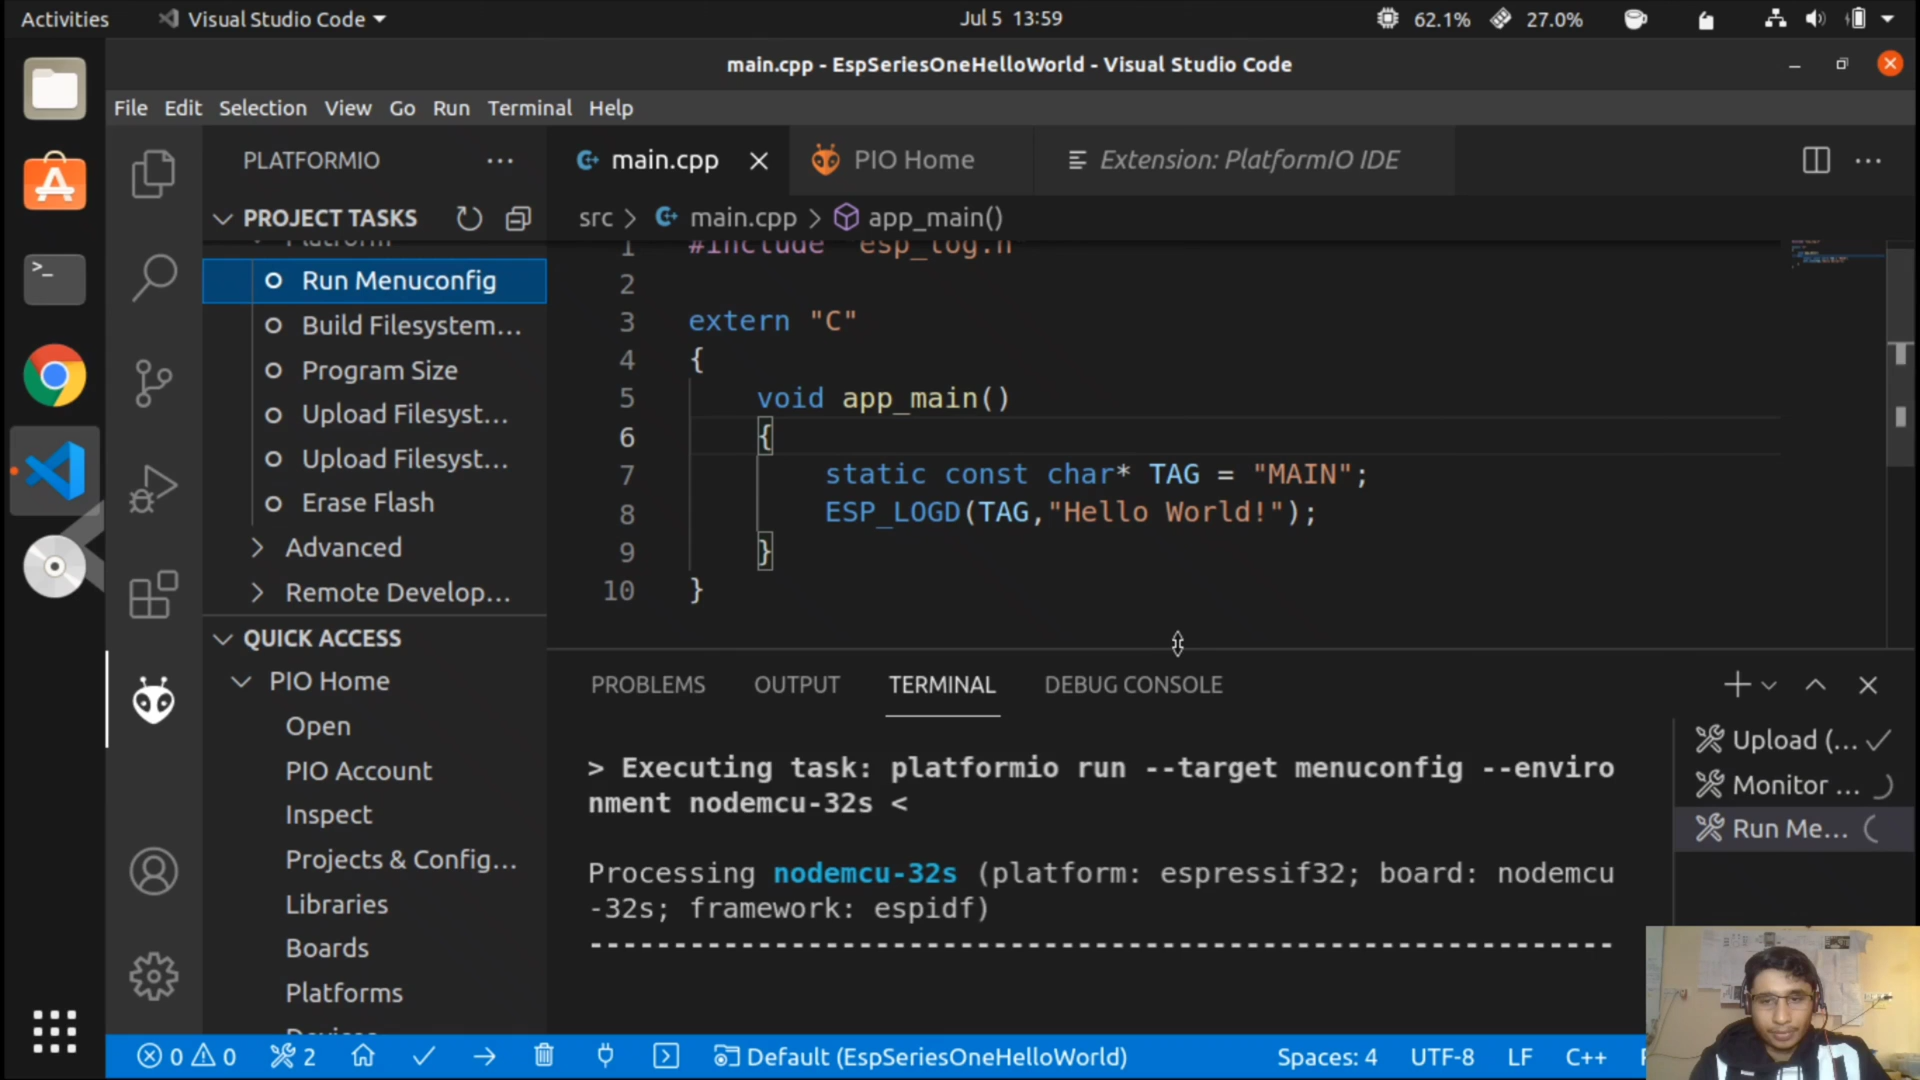 Activities
Visual Studio Code
Jul 5 13:59
62.1%
27.0%
main.cpp - EspSeriesOneHelloWorld - Visual Studio Code
File Edit Selection View Go Run Terminal Help
PLATFORMIO
main.cpp
PIO Home
Extension: PlatformIO IDE
PROJECT TASKS
src > main.cpp > app_main()
Platform
Run Menuconfig
Build Filesystem...
Program Size
Upload Filesyst...
Upload Filesyst...
Erase Flash
Advanced
Remote Develop...
QUICK ACCESS
PIO Home
Open
PIO Account
Inspect
Projects & Config...
Libraries
Boards
Platforms
Devices
1 #include "esp_log.h"
2
3 extern "C"
4 {
5 void app_main()
6 {
7 static const char* TAG = "MAIN";
8 ESP_LOGD(TAG,"Hello World!");
9 }
10 }
PROBLEMS OUTPUT TERMINAL DEBUG CONSOLE
> Executing task: platformio run --target menuconfig --enviro
nment nodemcu-32s <
Processing nodemcu-32s (platform: espressif32; board: nodemcu
-32s; framework: espidf)
-------------------------------------------------------------
Upload (...
Monitor ...
Run Me...
0 0 2
Default (EspSeriesOneHelloWorld)
Spaces: 4
UTF-8
LF
C++